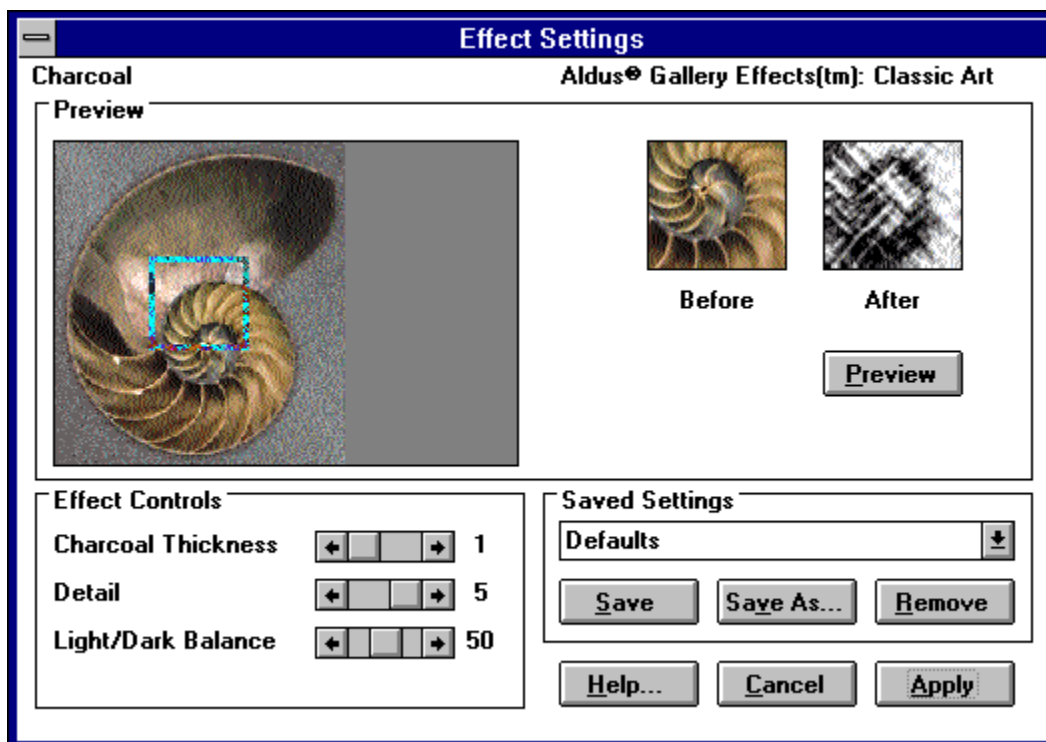 Effect Settings
Charcoal
Aldus® Gallery Effects(tm): Classic Art
Preview
Before
After
Preview
Effect Controls
Charcoal Thickness 1
Detail 5
Light/Dark Balance 50
Saved Settings
Defaults
Save
Save As...
Remove
Help...
Cancel
Apply